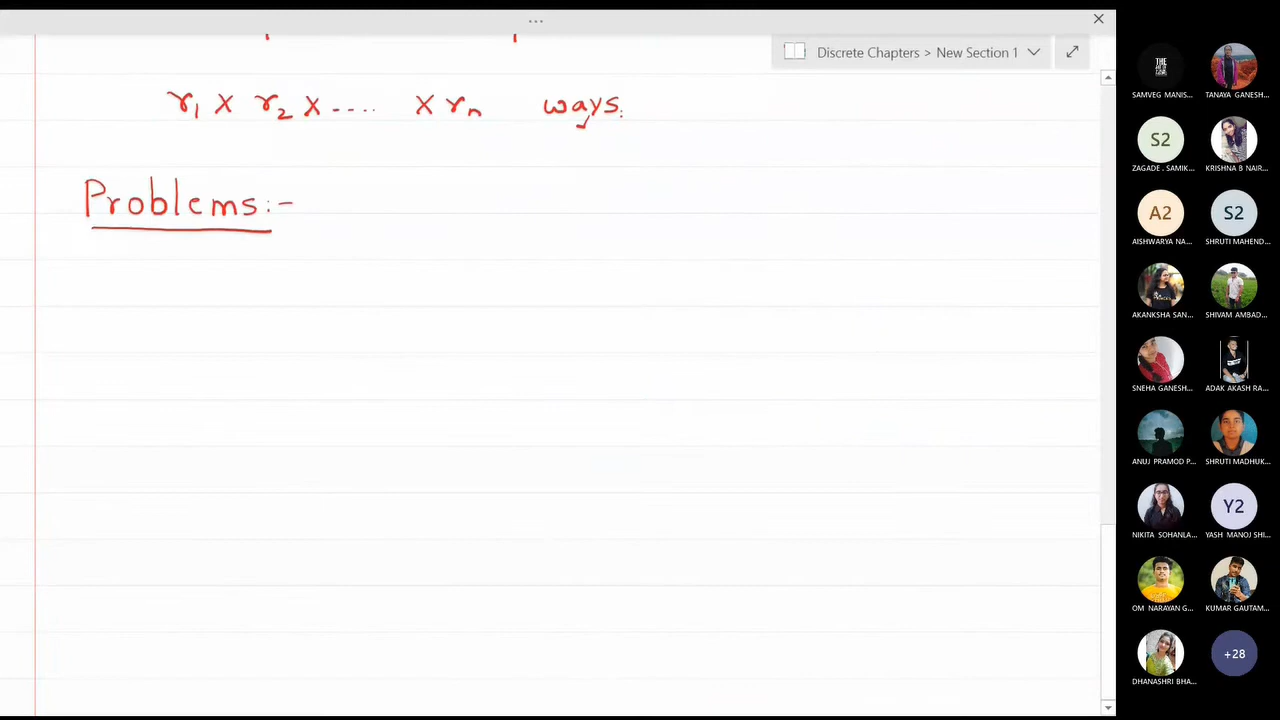 ...
Discrete Chapters > New Section 1
r₁ X r₂ X .... X rₙ ways.
Problems:-
THE
SAMVEG MANIS...
TANAYA GANESH...
S2
ZAGADE . SAMIK...
KRISHNA B NAIR...
A2
AISHWARYA NA...
S2
SHRUTI MAHEND...
AKANKSHA SAN...
SHIVAM AMBAD...
SNEHA GANESH...
ADAK AKASH RA...
ANUJ PRAMOD P...
SHRUTI MADHUK...
NIKITA SOHANLA...
Y2
YASH MANOJ SHI...
OM NARAYAN G...
KUMAR GAUTAM...
DHANASHRI BHA...
+28